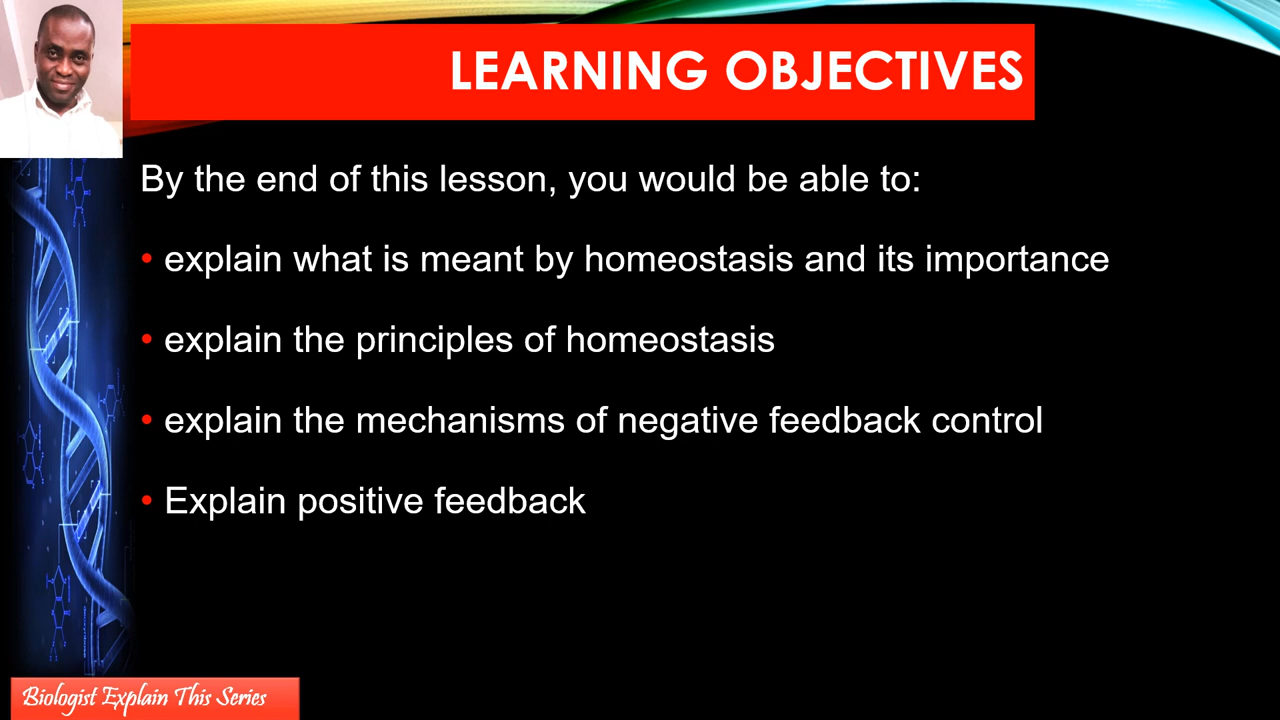 LEARNING OBJECTIVES
By the end of this lesson, you would be able to:
• explain what is meant by homeostasis and its importance
• explain the principles of homeostasis
• explain the mechanisms of negative feedback control
• Explain positive feedback
Biologist Explain This Series